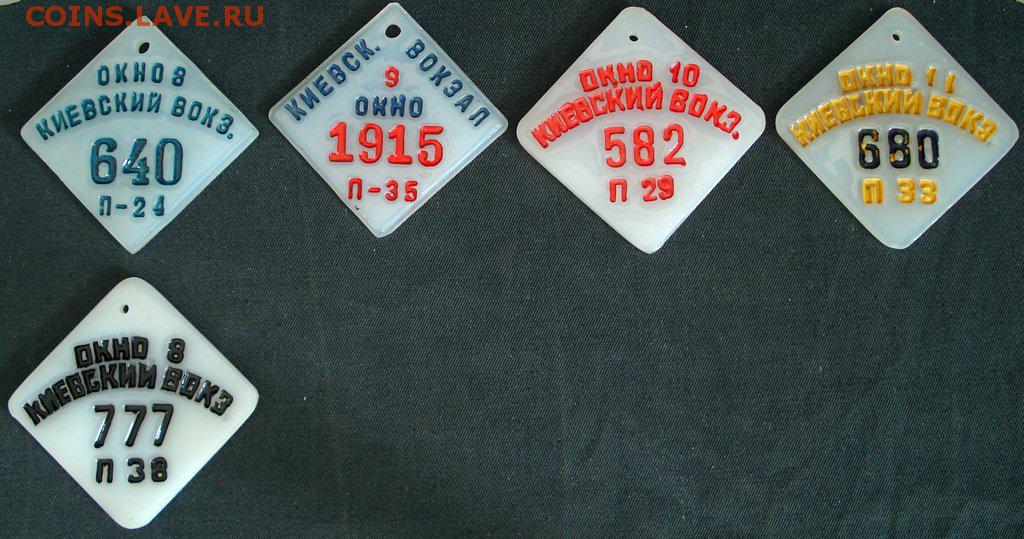 COINS.LAVE.RU
ОКНО 8
КИЕВСКИЙ ВОКЗ.
640
П-24
КИЕВСК. ВОКЗАЛ
9
ОКНО
1915
П-35
ОКНО 10
КИЕВСКИЙ ВОКЗ.
582
П 29
ОКНО 11
КИЕВСКИЙ ВОКЗ.
680
П 33
ОКНО 8
КИЕВСКИЙ ВОКЗ
777
П 38